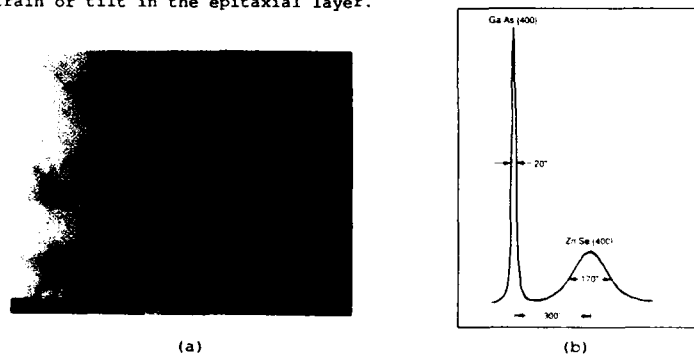 train or tilt in the epitaxial layer.
Ga As (400)
20"
Zn Se (400)
170"
300
(a)
(b)